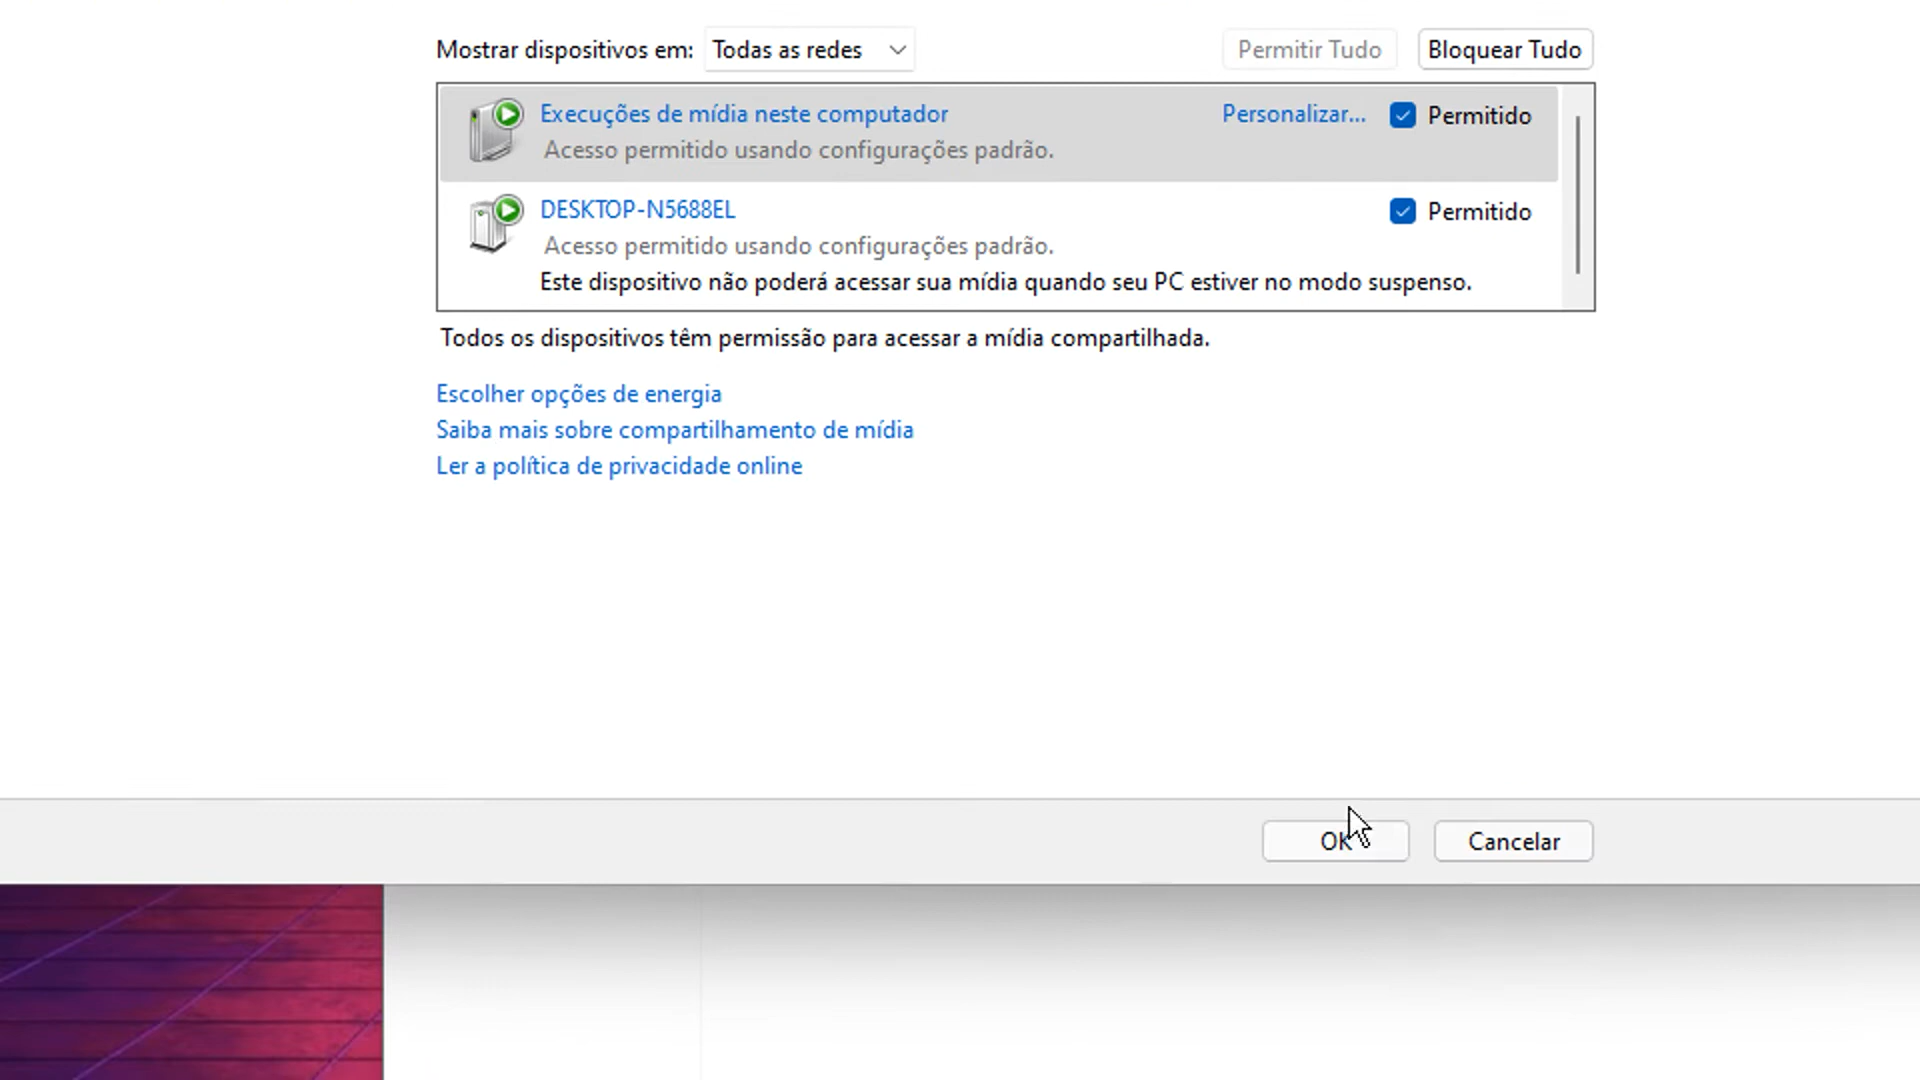 Mostrar dispositivos em: Todas as redes Permitir Tudo Bloquear Tudo
Execuções de mídia neste computador Personalizar... Permitido
Acesso permitido usando configurações padrão.
DESKTOP-N5688EL Permitido
Acesso permitido usando configurações padrão.
Este dispositivo não poderá acessar sua mídia quando seu PC estiver no modo suspenso.
Todos os dispositivos têm permissão para acessar a mídia compartilhada.
Escolher opções de energia
Saiba mais sobre compartilhamento de mídia
Ler a política de privacidade online
OK Cancelar